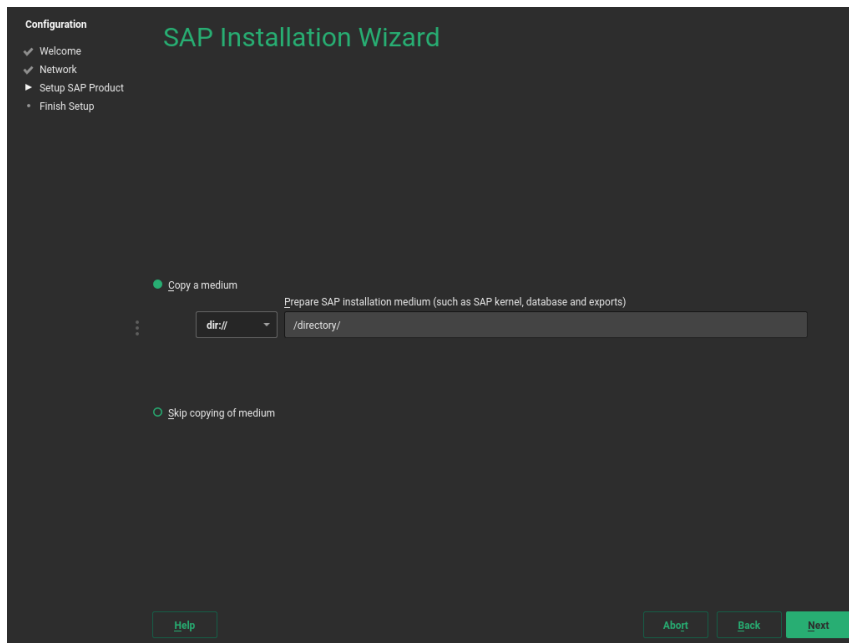 Configuration
Welcome
Network
Setup SAP Product
Finish Setup
SAP Installation Wizard
Copy a medium
Prepare SAP installation medium (such as SAP kernel, database and exports)
dir:// /directory/
Skip copying of medium
Help Abort Back Next